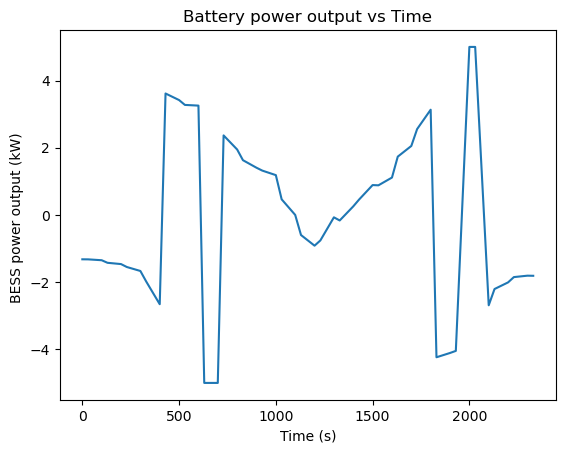 Battery power output vs Time
BESS power output (kW)
4
2
0
−2
−4
0 500 1000 1500 2000
Time (s)